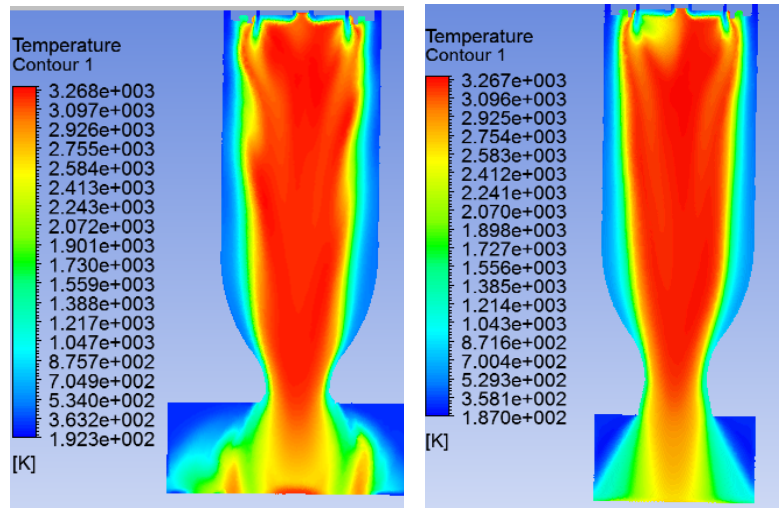 Temperature
Contour 1
3.268e+003
3.097e+003
2.926e+003
2.755e+003
2.584e+003
2.413e+003
2.243e+003
2.072e+003
1.901e+003
1.730e+003
1.559e+003
1.388e+003
1.217e+003
1.047e+003
8.757e+002
7.049e+002
5.340e+002
3.632e+002
1.923e+002
[K]
Temperature
Contour 1
3.267e+003
3.096e+003
2.925e+003
2.754e+003
2.583e+003
2.412e+003
2.241e+003
2.070e+003
1.898e+003
1.727e+003
1.556e+003
1.385e+003
1.214e+003
1.043e+003
8.716e+002
7.004e+002
5.293e+002
3.581e+002
1.870e+002
[K]